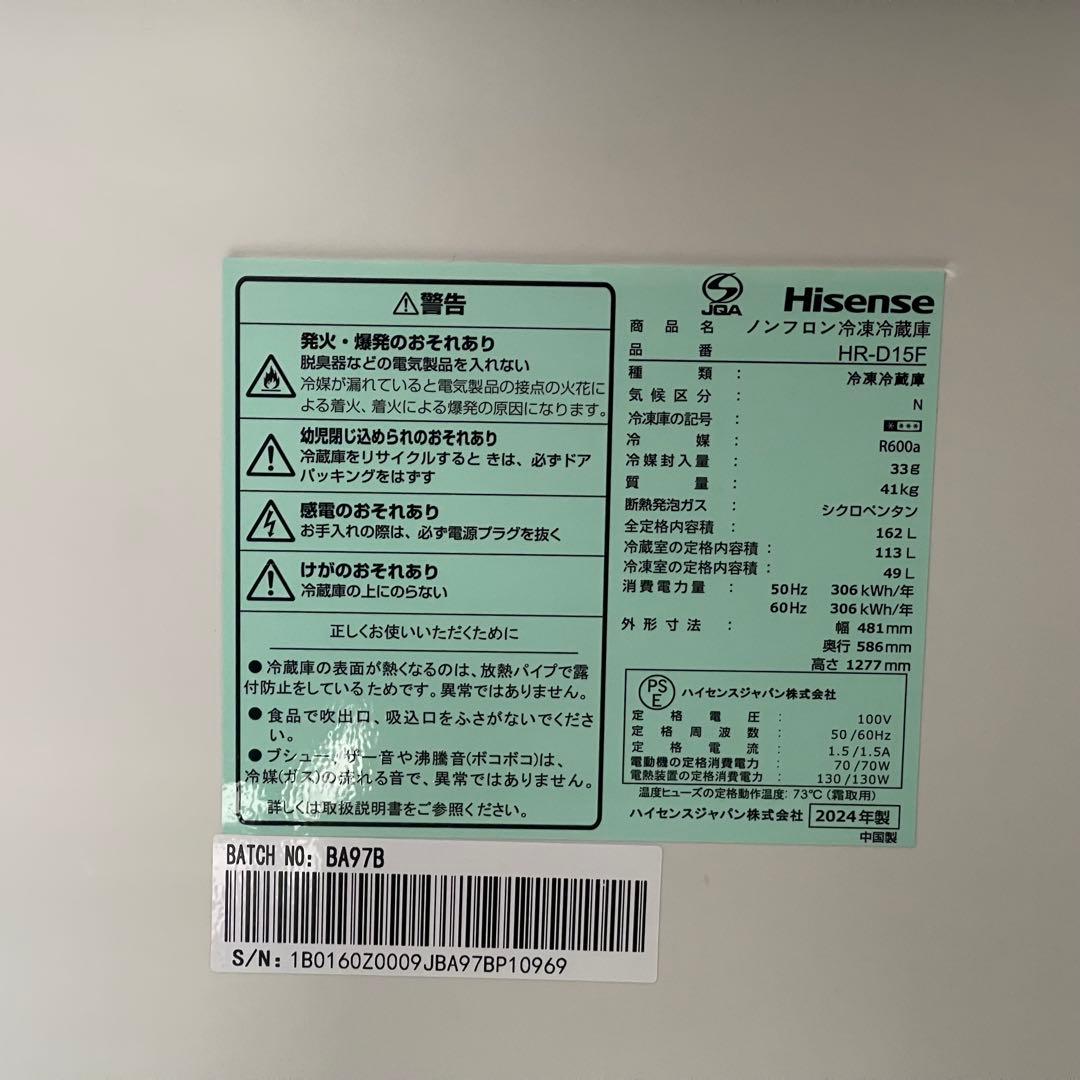 警告
発火・爆発のおそれあり
脱臭器などの電気製品を入れない
冷媒が漏れていると電気製品の接点の火花に
よる着火、着火による爆発の原因になります。
幼児閉じ込められのおそれあり
冷蔵庫をリサイクルするときは、必ずドア
パッキングをはずす
感電のおそれあり
お手入れの際は、必ず電源プラグを抜く
けがのおそれあり
冷蔵庫の上にのらない
正しくお使いいただくために
●冷蔵庫の表面が熱くなるのは、放熱パイプで露
付防止をしているためです。異常ではありません。
●食品で吹出口、吸込口をふさがないでくださ
い。
●ブシュー、ザー音や沸騰音(ボコボコ)は、
冷媒(ガス)の流れる音で、異常ではありません。
詳しくは取扱説明書をご参照ください。
JQA Hisense
商品名 ノンフロン冷凍冷蔵庫
品番 HR-D15F
種類 : 冷凍冷蔵庫
気候区分 : N
冷凍庫の記号 : ****
冷媒 : R600a
冷媒封入量 : 33g
質量 : 41kg
断熱発泡ガス : シクロペンタン
全定格内容積 : 162L
冷蔵室の定格内容積 : 113L
冷凍室の定格内容積 : 49L
消費電力量 : 50Hz 306kWh/年
60Hz 306kWh/年
外形寸法 : 幅 481mm
奥行 586mm
高さ 1277mm
PSE ハイセンスジャパン株式会社
定格電圧 : 100V
定格周波数 : 50/60Hz
定格電流 : 1.5/1.5A
電動機の定格消費電力 : 70/70W
電熱装置の定格消費電力 : 130/130W
温度ヒューズの定格動作温度: 73℃(霜取用)
ハイセンスジャパン株式会社 2024年製
中国製
BATCH NO: BA97B
S/N: 1B0160Z0009JBA97BP10969